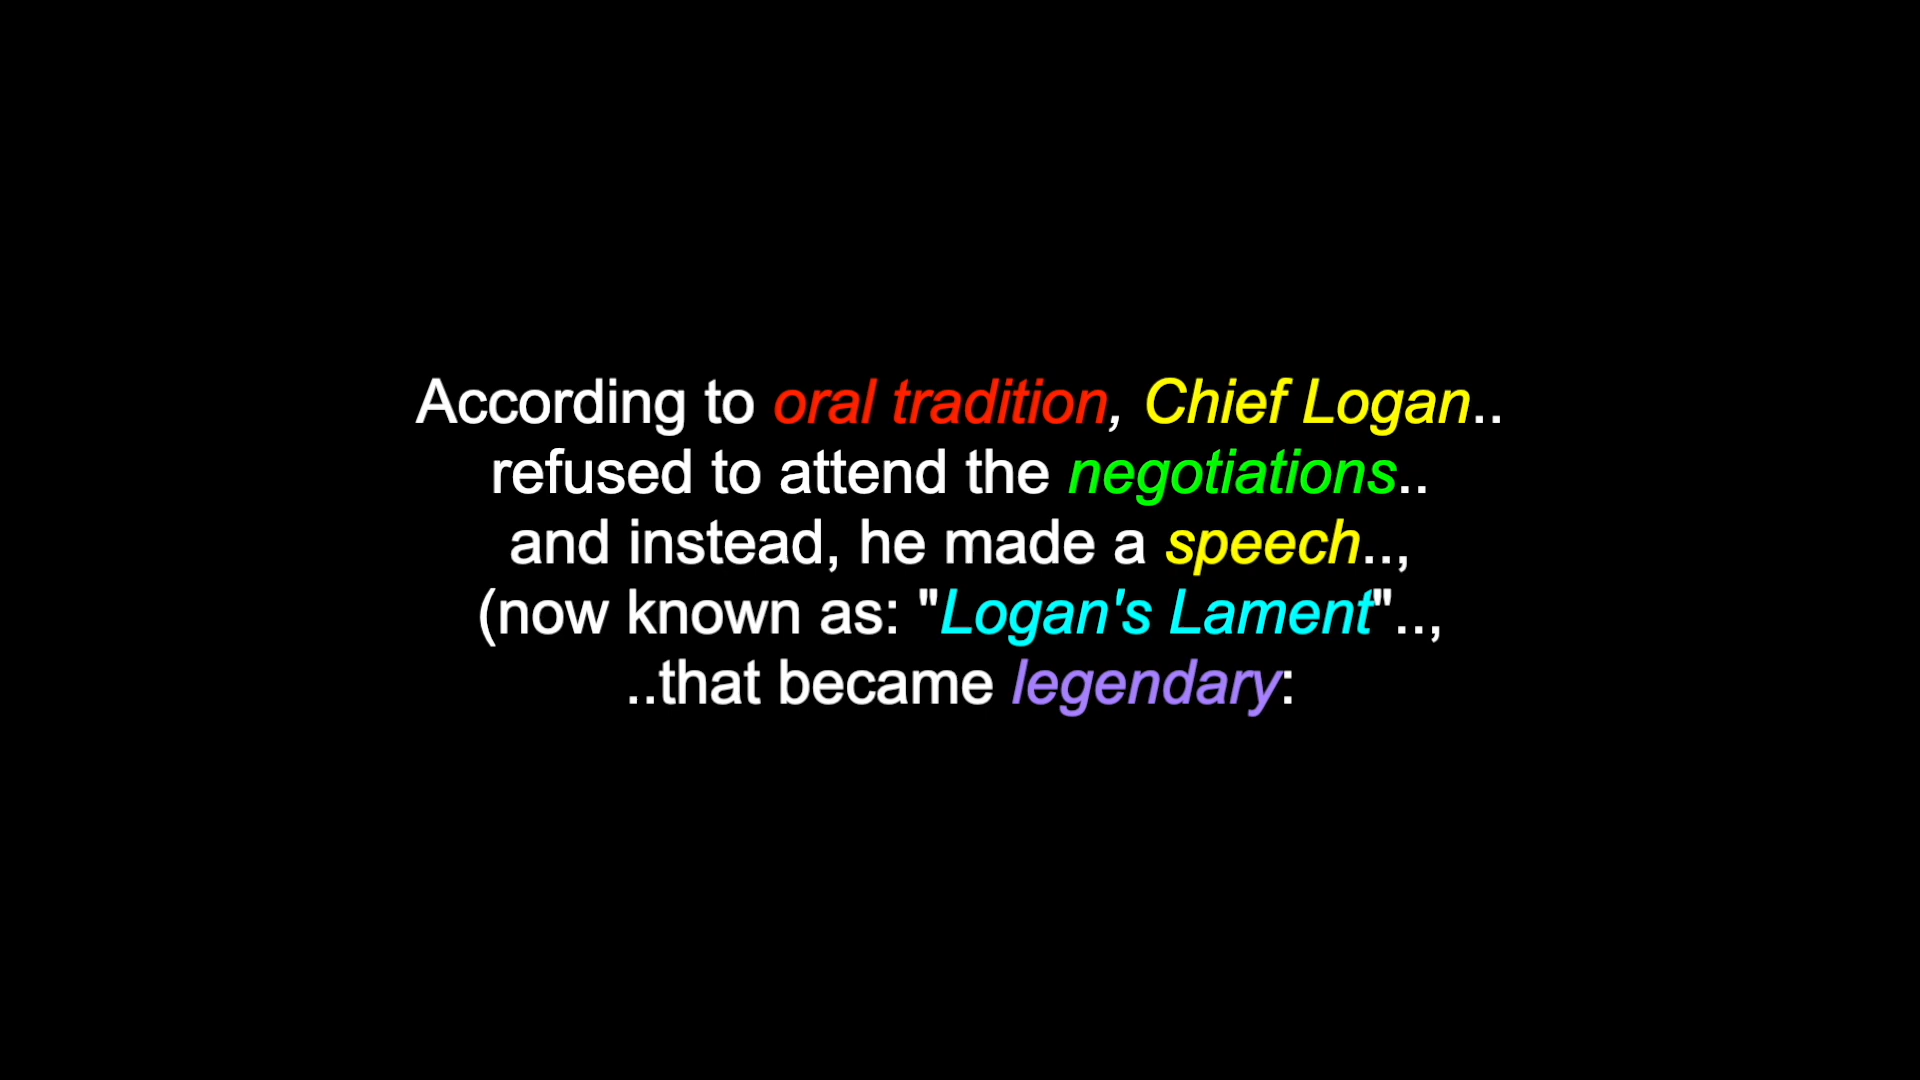 According to oral tradition, Chief Logan..
refused to attend the negotiations..
and instead, he made a speech..,
(now known as: "Logan's Lament"..,
..that became legendary: